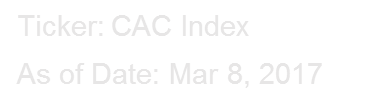 Ticker: CAC Index
As of Date: Mar 8, 2017